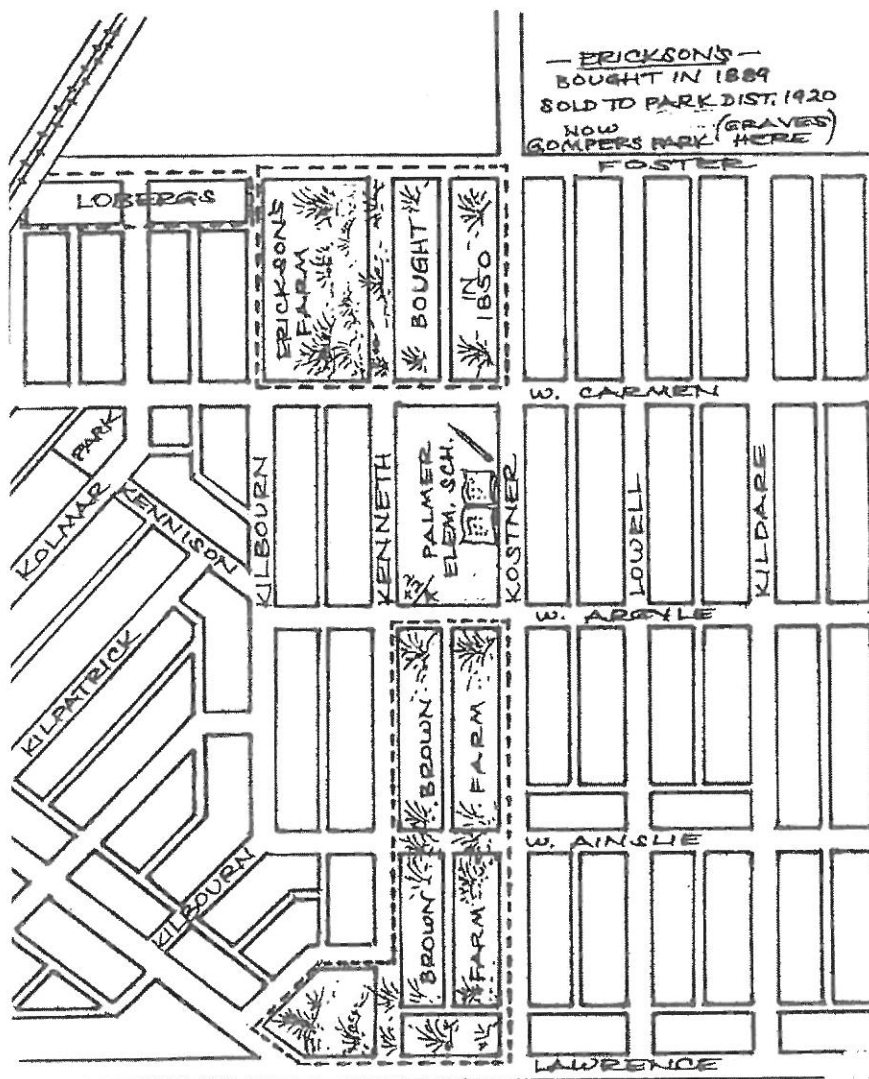 — ERICKSON'S —
BOUGHT IN 1889
SOLD TO PARK DIST. 1920
NOW (GRAVES
GOMPERS PARK HERE)
FOSTER
LOBERGS
ERICKSON'S
FARM
BOUGHT
IN
1850
W. CARMEN
PARK
KOLMAR
KENNISON
KILBOURN
KENNETH
PALMER
ELEM. SCH.
KOSTNER
LOWELL
KILDARE
W. ARGYLE
KILPATRICK
BROWN
FARM
W. AINSLIE
KILBOURN
BROWN
FARM
LAWRENCE